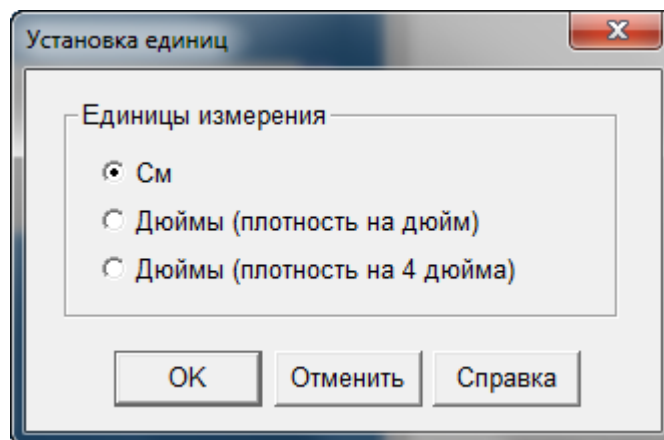 Установка единиц
Единицы измерения
См
Дюймы (плотность на дюйм)
Дюймы (плотность на 4 дюйма)
OK
Отменить
Справка